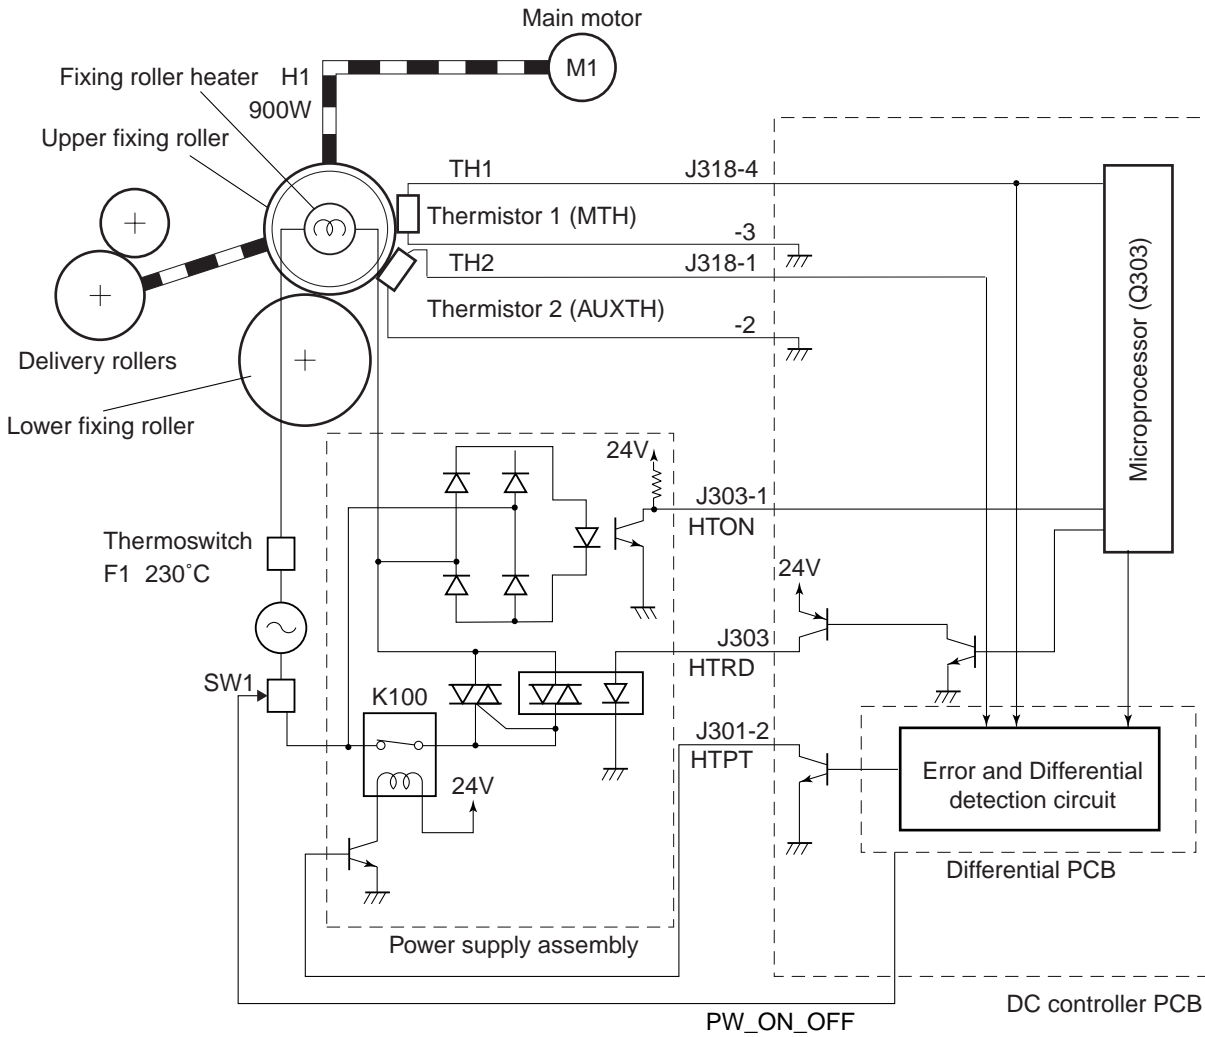 Main motor
M1
Fixing roller heater
H1
900W
Upper fixing roller
TH1
J318-4
Thermistor 1 (MTH)
-3
TH2
J318-1
Thermistor 2 (AUXTH)
-2
Delivery rollers
Lower fixing roller
Microprocessor (Q303)
24V
J303-1
HTON
Thermoswitch
F1 230˚C
24V
J303
HTRD
SW1
K100
J301-2
HTPT
24V
Error and Differential
detection circuit
Differential PCB
Power supply assembly
DC controller PCB
PW_ON_OFF